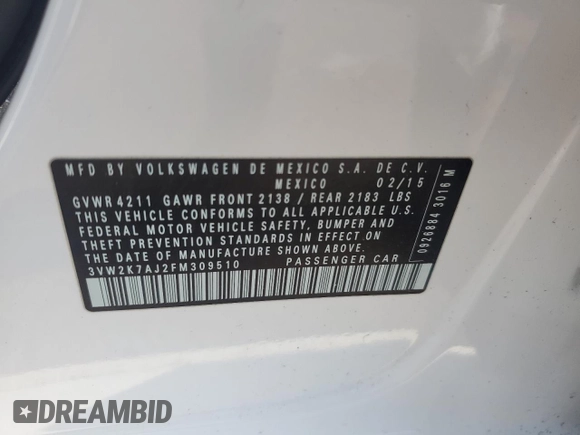 MFD BY VOLKSWAGEN DE MEXICO S.A. DE C.V.
MEXICO 02/15
GVWR 4211 GAWR FRONT 2138 / REAR 2183 LBS
THIS VEHICLE CONFORMS TO ALL APPLICABLE U.S.
FEDERAL MOTOR VEHICLE SAFETY, BUMPER AND
THEFT PREVENTION STANDARDS IN EFFECT ON
THE DATE OF MANUFACTURE SHOWN ABOVE.
3VW2K7AJ2FM309510 PASSENGER CAR
0926884 3016 M
DREAMBID